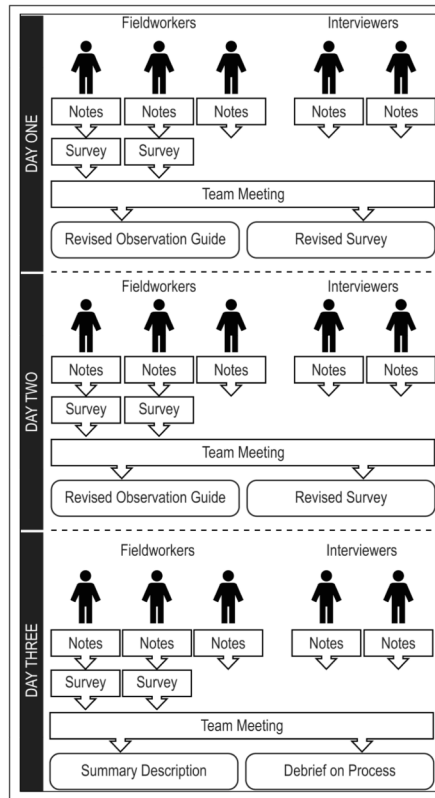 DAY ONE
Fieldworkers Interviewers
Notes Notes Notes Notes Notes
Survey Survey
Team Meeting
Revised Observation Guide Revised Survey
DAY TWO
Fieldworkers Interviewers
Notes Notes Notes Notes Notes
Survey Survey
Team Meeting
Revised Observation Guide Revised Survey
DAY THREE
Fieldworkers Interviewers
Notes Notes Notes Notes Notes
Survey Survey
Team Meeting
Summary Description Debrief on Process